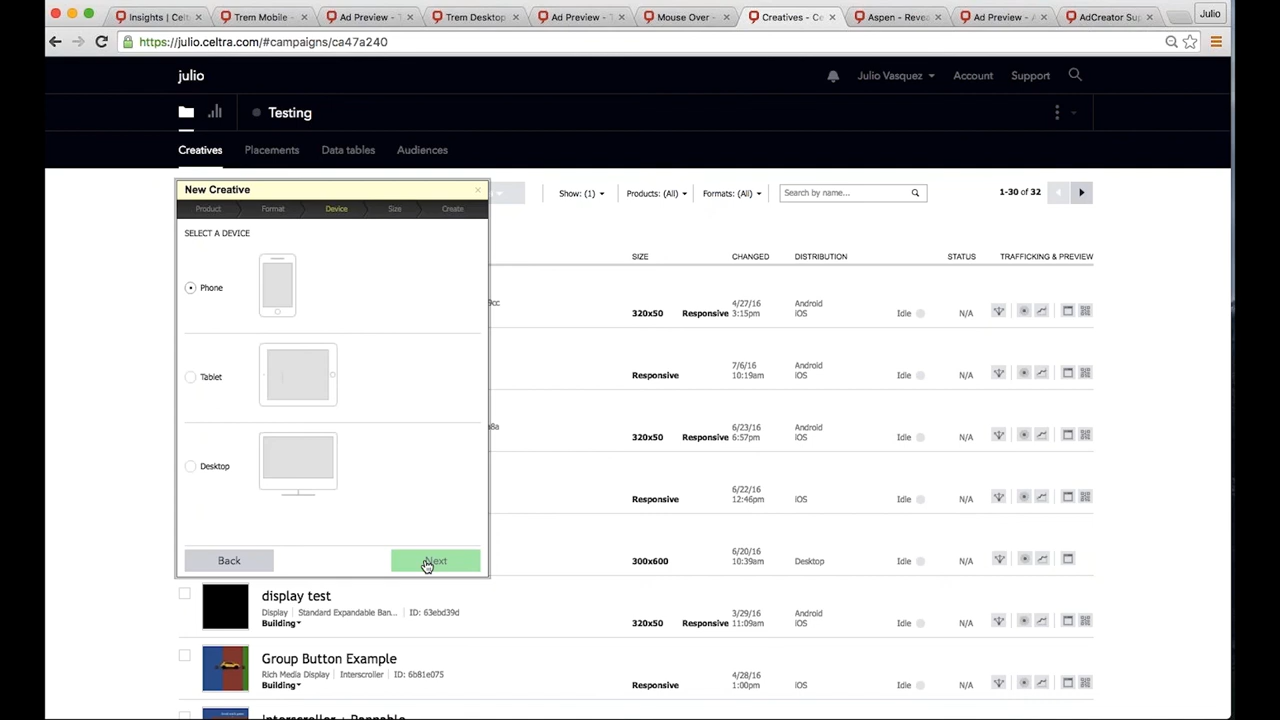 Insights | Celt
Trem Mobile -
Ad Preview - T
Trem Desktop
Ad Preview - T
Mouse Over -
Creatives - Ce
Aspen - Revea
Ad Preview - A
AdCreator Sup
Julio
https://julio.celtra.com/#campaigns/ca47a240
julio
Julio Vasquez
Account
Support
Testing
Creatives
Placements
Data tables
Audiences
New Creative
Show: (1)
Products: (All)
Formats: (All)
Search by name...
1-30 of 32
Product
Format
Device
Size
Create
SELECT A DEVICE
SIZE
CHANGED
DISTRIBUTION
STATUS
TRAFFICKING & PREVIEW
Phone
9cc
320x50 Responsive
4/27/16
3:15pm
Android
iOS
Idle
N/A
Tablet
Responsive
7/6/16
10:19am
Android
iOS
Idle
N/A
a8a
320x50 Responsive
6/23/16
6:57pm
Android
iOS
Idle
N/A
Desktop
Responsive
6/22/16
12:46pm
iOS
Idle
N/A
Back
Next
300x600
6/20/16
10:39am
Desktop
Idle
N/A
display test
Display | Standard Expandable Ban... | ID: 63ebd39d
Building
320x50 Responsive
3/29/16
11:09am
Android
iOS
Idle
N/A
Group Button Example
Rich Media Display | Interscroller | ID: 6b81e075
Building
Responsive
4/28/16
1:00pm
iOS
Idle
N/A
Interscroller + Pannable